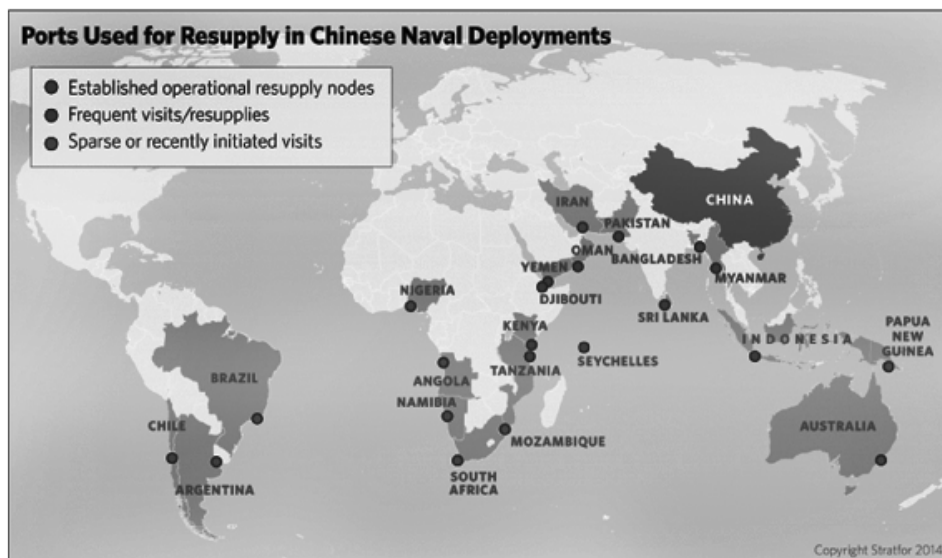 Ports Used for Resupply in Chinese Naval Deployments
Established operational resupply nodes
Frequent visits/resupplies
Sparse or recently initiated visits
CHINA
IRAN
PAKISTAN
OMAN
BANGLADESH
YEMEN
MYANMAR
DJIBOUTI
NIGERIA
SRI LANKA
KENYA
INDONESIA
PAPUA
NEW
GUINEA
SEYCHELLES
TANZANIA
BRAZIL
ANGOLA
NAMIBIA
CHILE
AUSTRALIA
MOZAMBIQUE
SOUTH
AFRICA
ARGENTINA
Copyright Stratfor 2014